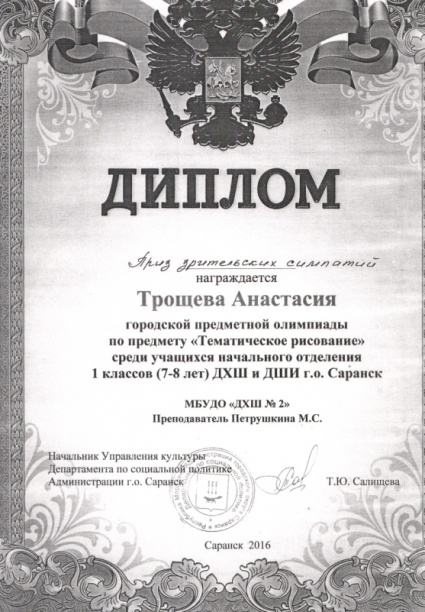 ДИПЛОМ
Приз зрительских симпатий
награждается
Трощева Анастасия
городской предметной олимпиады
по предмету «Тематическое рисование»
среди учащихся начального отделения
1 классов (7-8 лет) ДХШ и ДШИ г.о. Саранск
МБУДО «ДХШ № 2»
Преподаватель Петрушкина М.С.
Начальник Управления культуры
Департамента по социальной политике
Администрации г.о. Саранск
Т.Ю. Салищева
Саранск 2016